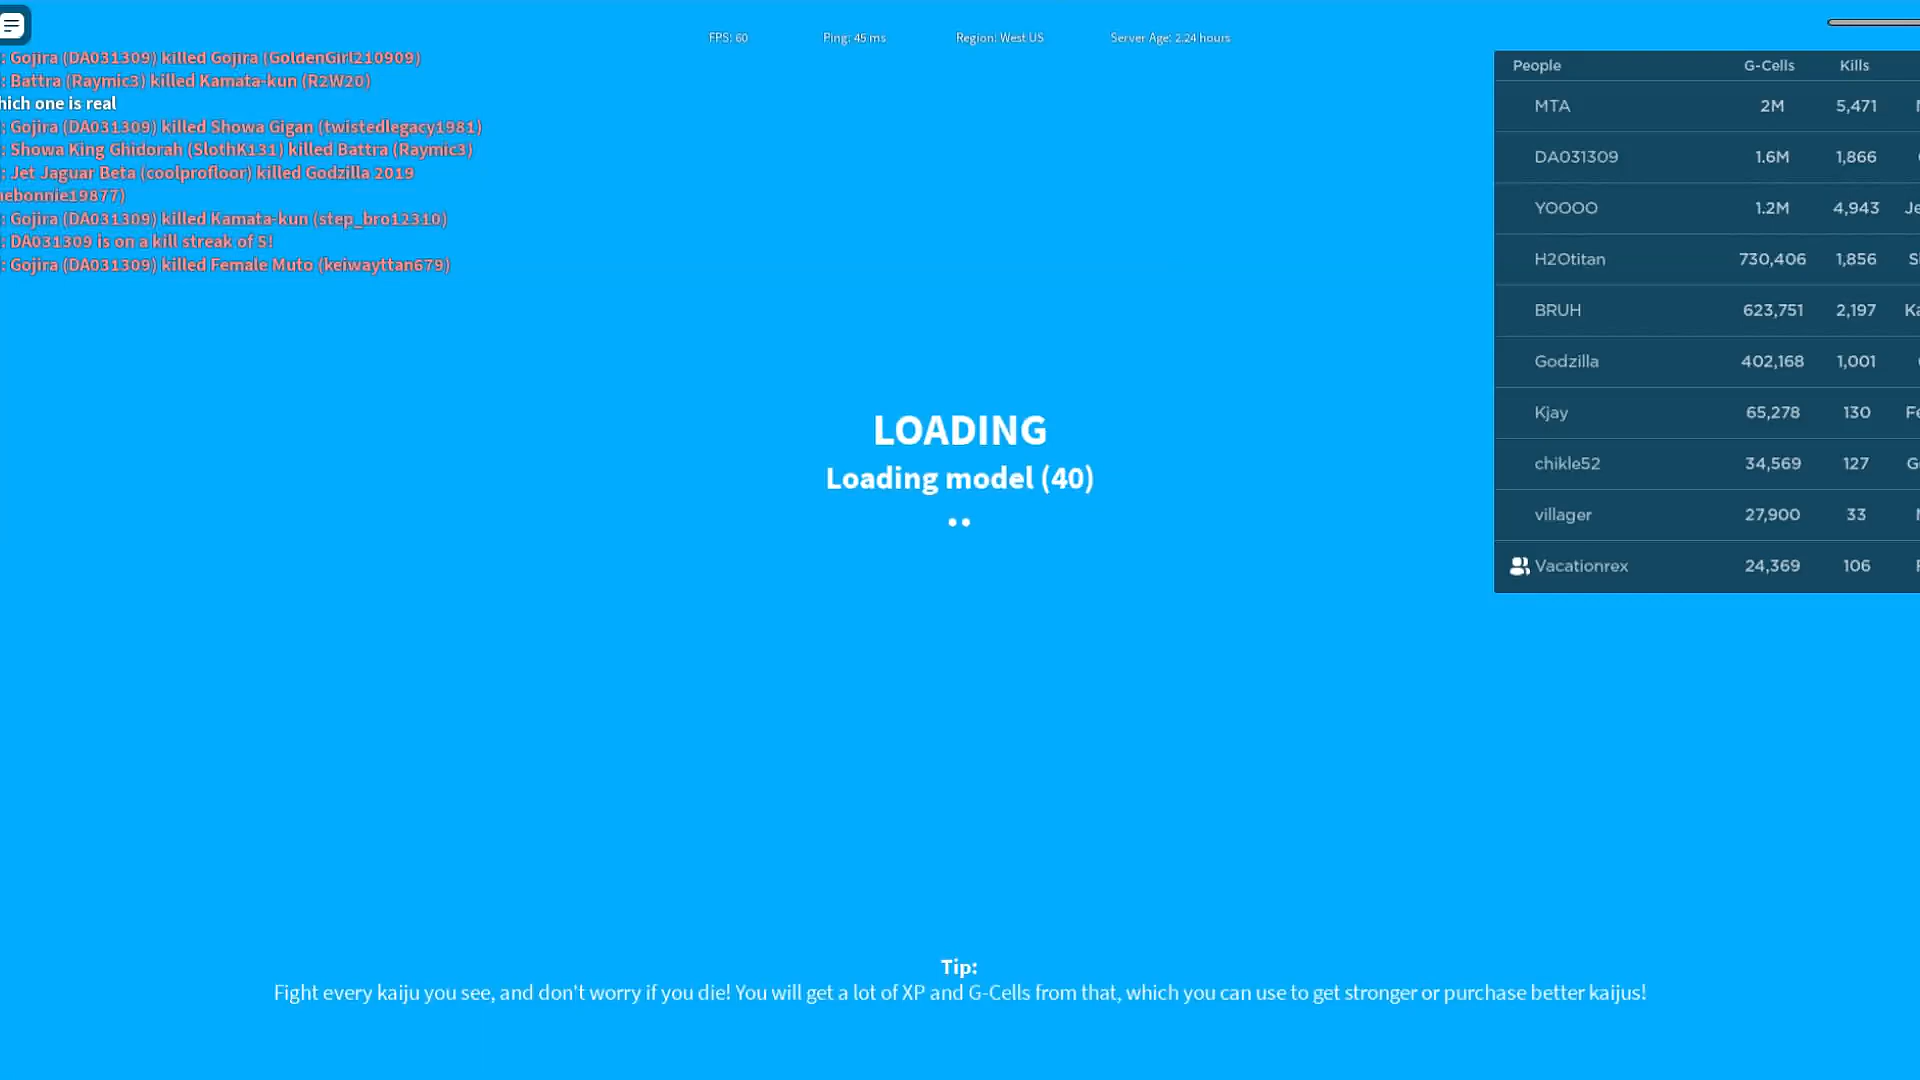 FPS: 60 Ping: 45 ms Region: West US Server Age: 2.24 hours
: Gojira (DA031309) killed Gojira (GoldenGirl210909)
: Battra (Raymic3) killed Kamata-kun (R2W20)
hich one is real
: Gojira (DA031309) killed Showa Gigan (twistedlegacy1981)
: Showa King Ghidorah (SlothK131) killed Battra (Raymic3)
: Jet Jaguar Beta (coolprofloor) killed Godzilla 2019
ebonnie19877)
: Gojira (DA031309) killed Kamata-kun (step_bro12310)
: DA031309 is on a kill streak of 5!
: Gojira (DA031309) killed Female Muto (keiwayttan679)
People G-Cells Kills
MTA 2M 5,471
DA031309 1.6M 1,866
YOOOO 1.2M 4,943 Je
H2Otitan 730,406 1,856 S
BRUH 623,751 2,197 Ka
Godzilla 402,168 1,001
Kjay 65,278 130 Fe
chikle52 34,569 127 G
villager 27,900 33
Vacationrex 24,369 106
LOADING
Loading model (40)
Tip:
Fight every kaiju you see, and don't worry if you die! You will get a lot of XP and G-Cells from that, which you can use to get stronger or purchase better kaijus!